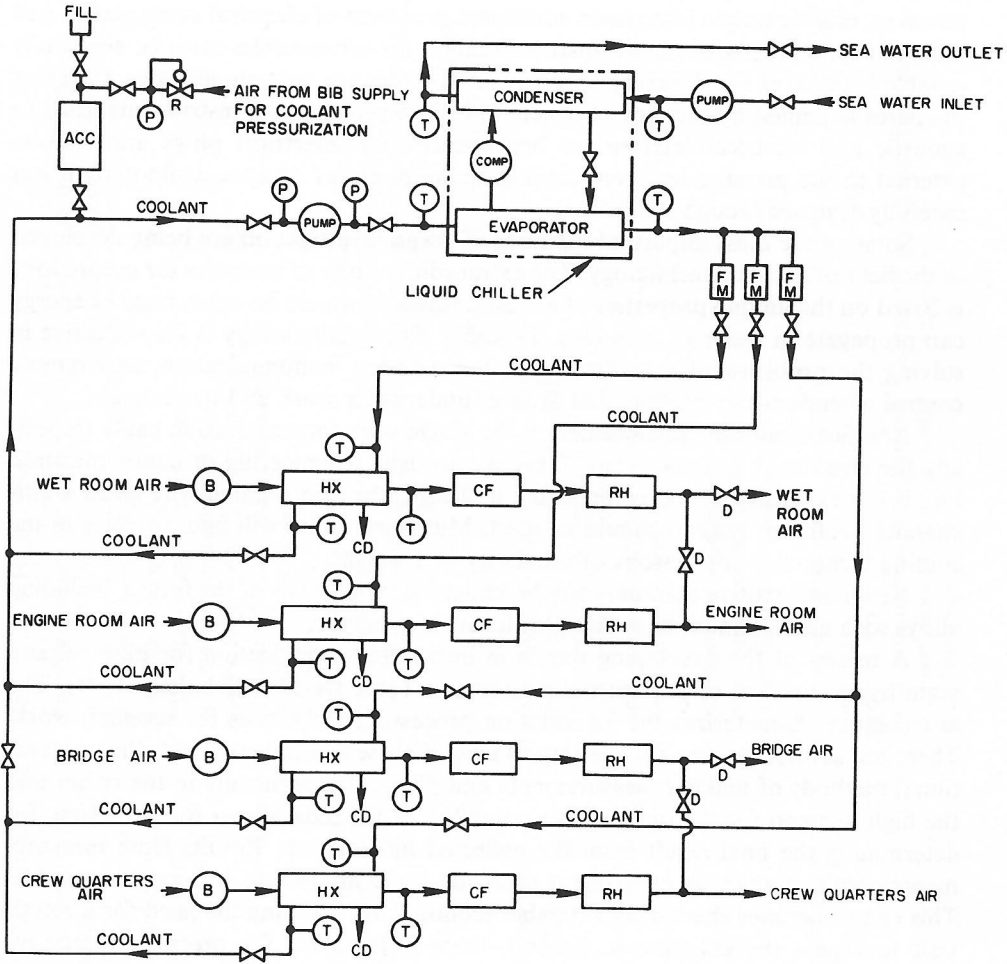 FILL
SEA WATER OUTLET
R
AIR FROM BIB SUPPLY
FOR COOLANT
PRESSURIZATION
P
CONDENSER
T
T
PUMP
SEA WATER INLET
ACC
COMP
COOLANT
P
PUMP
P
T
EVAPORATOR
T
LIQUID CHILLER
F
M
F
M
F
M
COOLANT
COOLANT
T
WET ROOM AIR
B
HX
CF
RH
D
WET
ROOM
AIR
T
T
COOLANT
CD
D
T
ENGINE ROOM AIR
B
HX
CF
RH
ENGINE ROOM
AIR
T
T
COOLANT
CD
COOLANT
T
BRIDGE AIR
B
HX
CF
RH
D
BRIDGE AIR
T
T
COOLANT
CD
D
COOLANT
T
CREW QUARTERS
AIR
B
HX
CF
RH
CREW QUARTERS AIR
T
T
COOLANT
CD